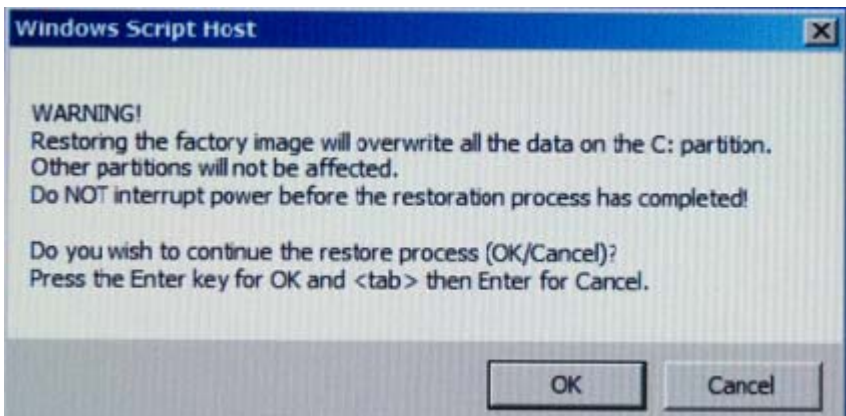 Windows Script Host
WARNING!
Restoring the factory image will overwrite all the data on the C: partition.
Other partitions will not be affected.
Do NOT interrupt power before the restoration process has completed!
Do you wish to continue the restore process (OK/Cancel)?
Press the Enter key for OK and <tab> then Enter for Cancel.
OK
Cancel